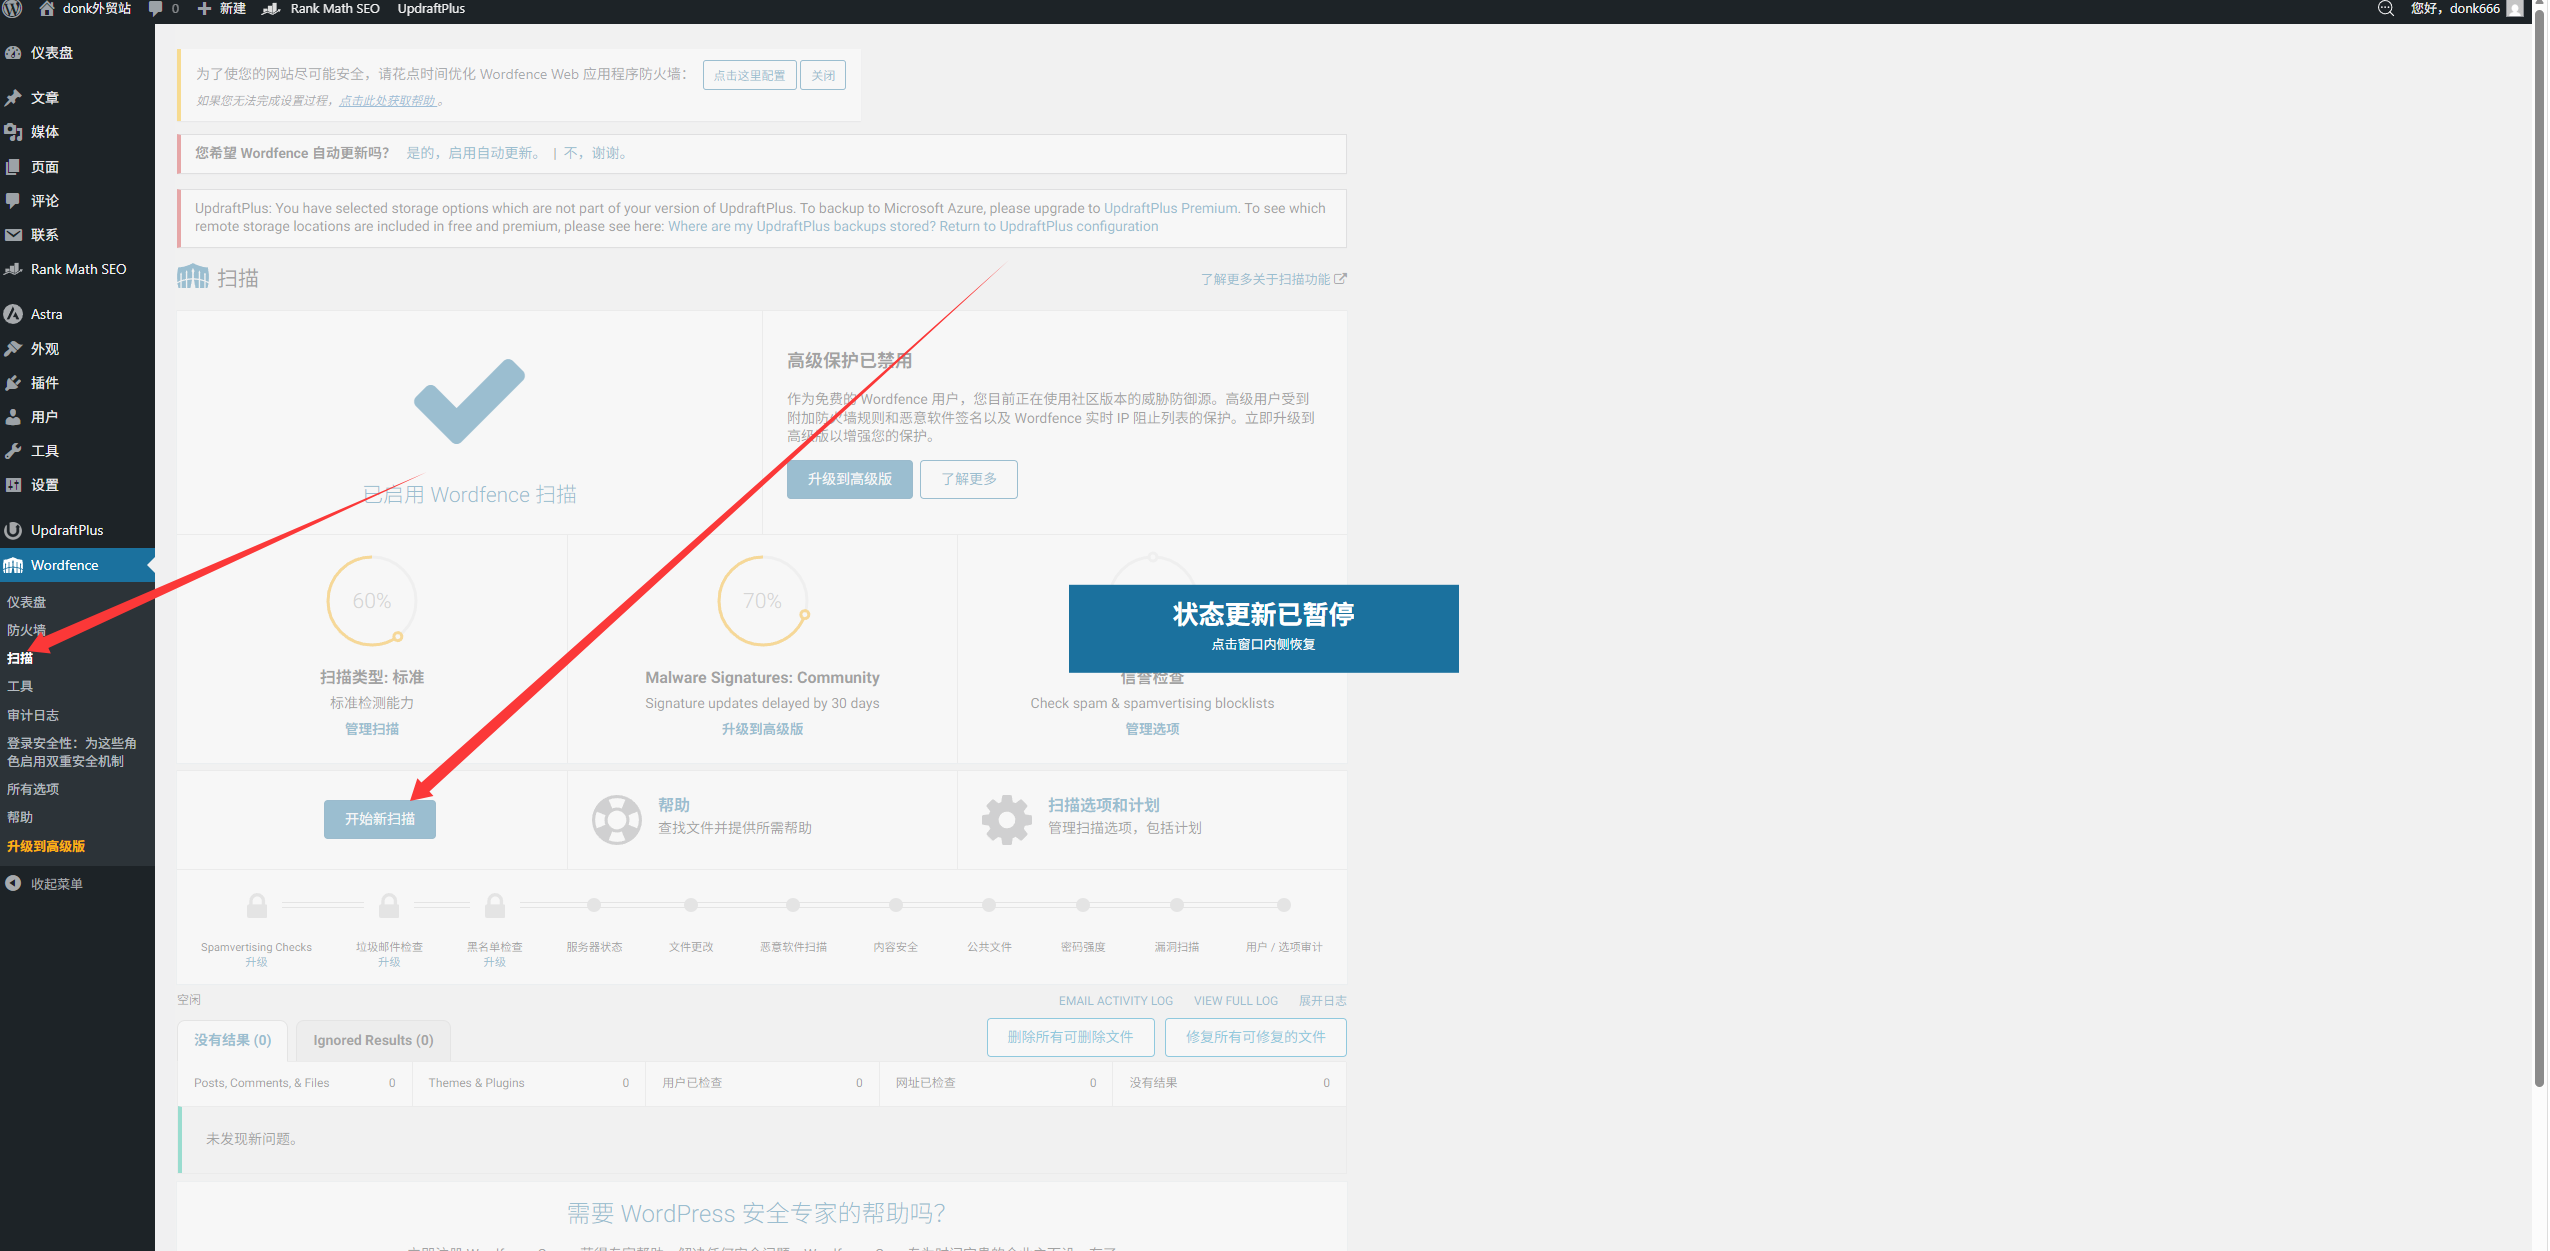 donk外贸站
0
新建
Rank Math SEO
UpdraftPlus
您好，donk666
仪表盘
文章
媒体
页面
评论
联系
Rank Math SEO
Astra
外观
插件
用户
工具
设置
UpdraftPlus
Wordfence
仪表盘
防火墙
扫描
工具
审计日志
登录安全性：为这些角
色启用双重安全机制
所有选项
帮助
升级到高级版
收起菜单
为了使您的网站尽可能安全，请花点时间优化 Wordfence Web 应用程序防火墙：
点击这里配置
关闭
如果您无法完成设置过程，点击此处获取帮助。
您希望 Wordfence 自动更新吗？ 是的，启用自动更新。 | 不，谢谢。
UpdraftPlus: You have selected storage options which are not part of your version of UpdraftPlus. To backup to Microsoft Azure, please upgrade to UpdraftPlus Premium. To see which
remote storage locations are included in free and premium, please see here: Where are my UpdraftPlus backups stored? Return to UpdraftPlus configuration
扫描
了解更多关于扫描功能
已启用 Wordfence 扫描
高级保护已禁用
作为免费的 Wordfence 用户，您目前正在使用社区版本的威胁防御源。高级用户受到
附加防火墙规则和恶意软件签名以及 Wordfence 实时 IP 阻止列表的保护。立即升级到
高级版以增强您的保护。
升级到高级版
了解更多
60%
扫描类型: 标准
标准检测能力
管理扫描
70%
Malware Signatures: Community
Signature updates delayed by 30 days
升级到高级版
状态更新已暂停
点击窗口内侧恢复
信誉检查
Check spam & spamvertising blocklists
管理选项
开始新扫描
帮助
查找文件并提供所需帮助
扫描选项和计划
管理扫描选项，包括计划
Spamvertising Checks
升级
垃圾邮件检查
升级
黑名单检查
升级
服务器状态
文件更改
恶意软件扫描
内容安全
公共文件
密码强度
漏洞扫描
用户 / 选项审计
空闲
EMAIL ACTIVITY LOG
VIEW FULL LOG
展开日志
没有结果 (0)
Ignored Results (0)
删除所有可删除文件
修复所有可修复的文件
Posts, Comments, & Files 0
Themes & Plugins 0
用户已检查 0
网址已检查 0
没有结果 0
未发现新问题。
需要 WordPress 安全专家的帮助吗？